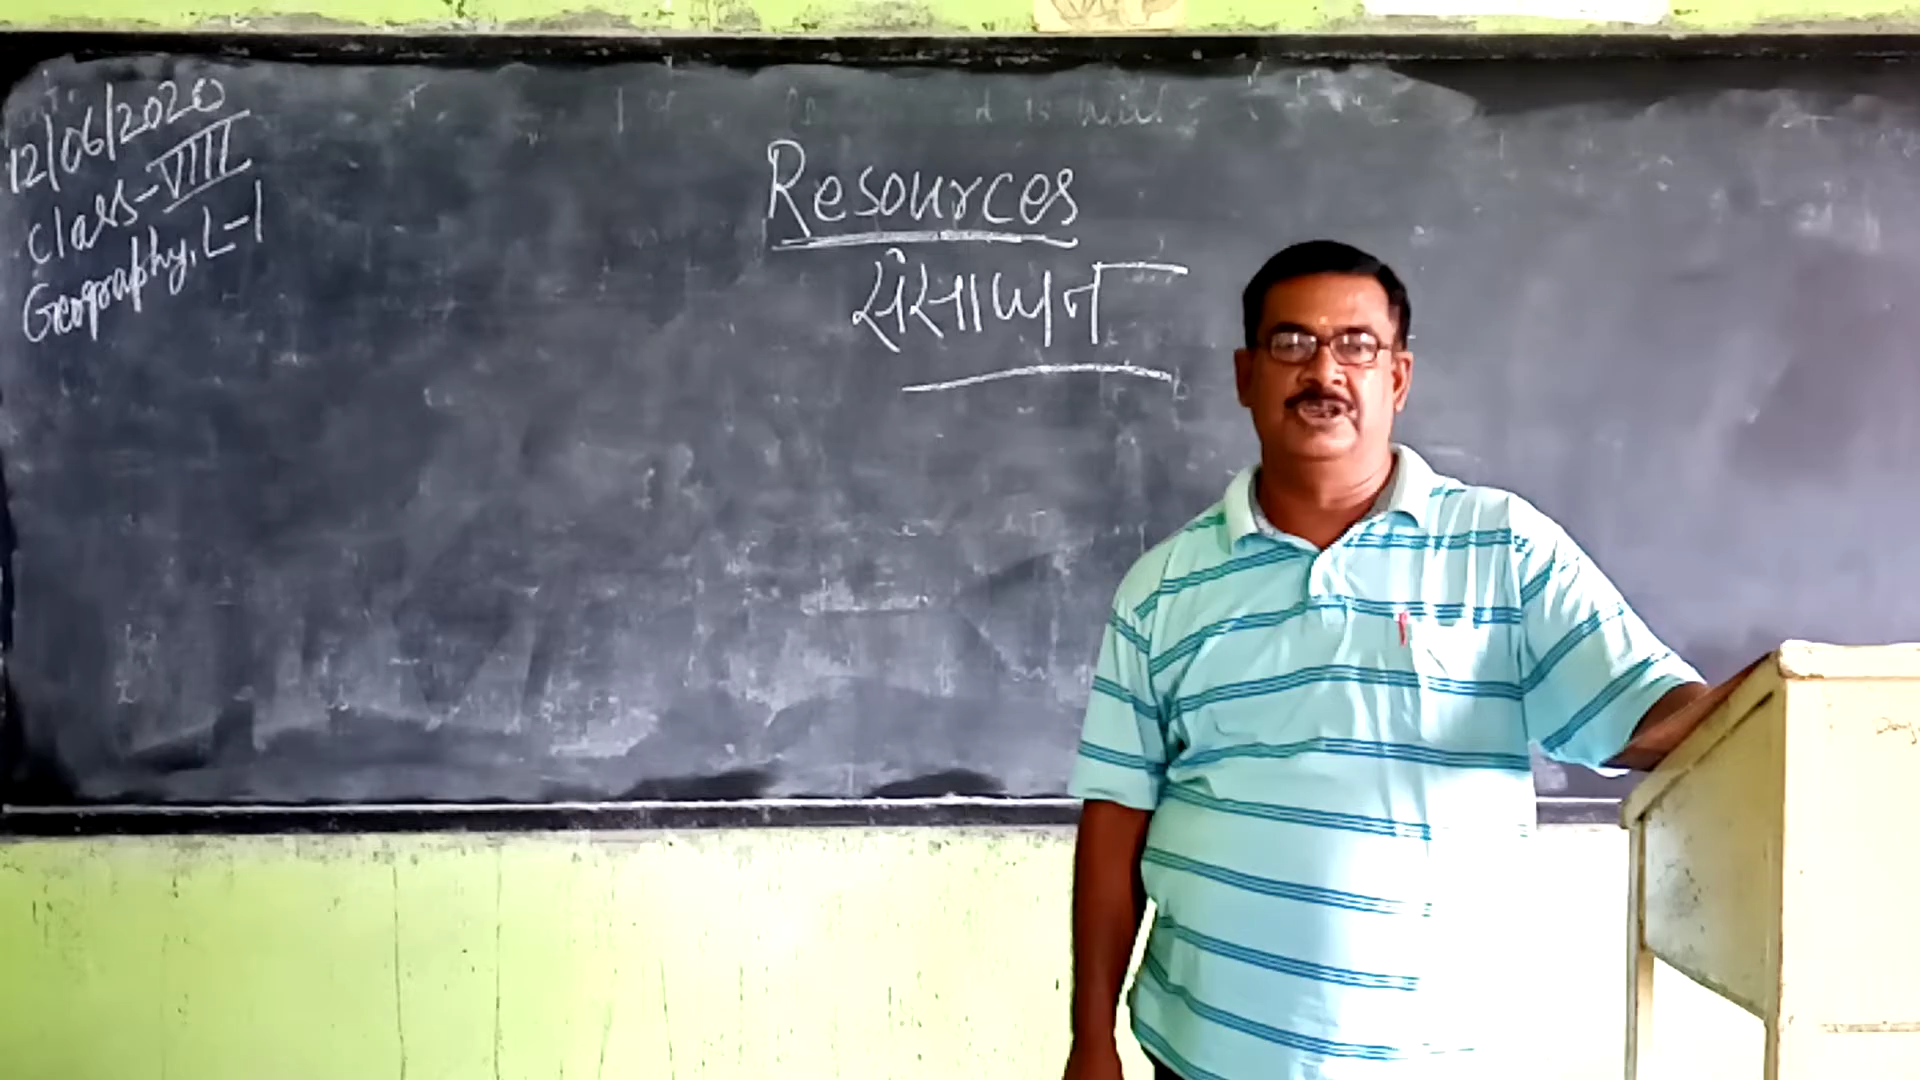 12/06/2020
Class-VIII
Geography, L-1
Resources
संसाधन